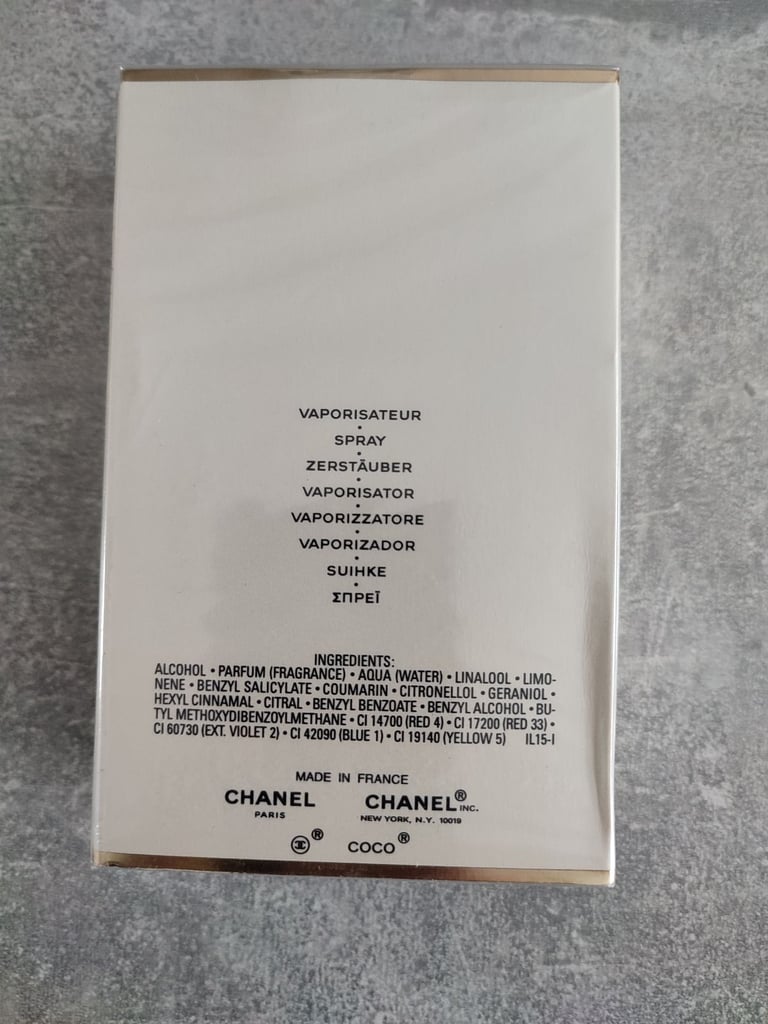 VAPORISATEUR
•
SPRAY
•
ZERSTÄUBER
•
VAPORISATOR
•
VAPORIZZATORE
•
VAPORIZADOR
•
SUIHKE
•
ΣΠΡΕΪ
INGREDIENTS:
ALCOHOL • PARFUM (FRAGRANCE) • AQUA (WATER) • LINALOOL • LIMO-
NENE • BENZYL SALICYLATE • COUMARIN • CITRONELLOL • GERANIOL •
HEXYL CINNAMAL • CITRAL • BENZYL BENZOATE • BENZYL ALCOHOL • BU-
TYL METHOXYDIBENZOYLMETHANE • CI 14700 (RED 4) • CI 17200 (RED 33) •
CI 60730 (EXT. VIOLET 2) • CI 42090 (BLUE 1) • CI 19140 (YELLOW 5) IL15-I
MADE IN FRANCE
CHANEL CHANEL® INC.
PARIS NEW YORK, N.Y. 10019
® COCO®